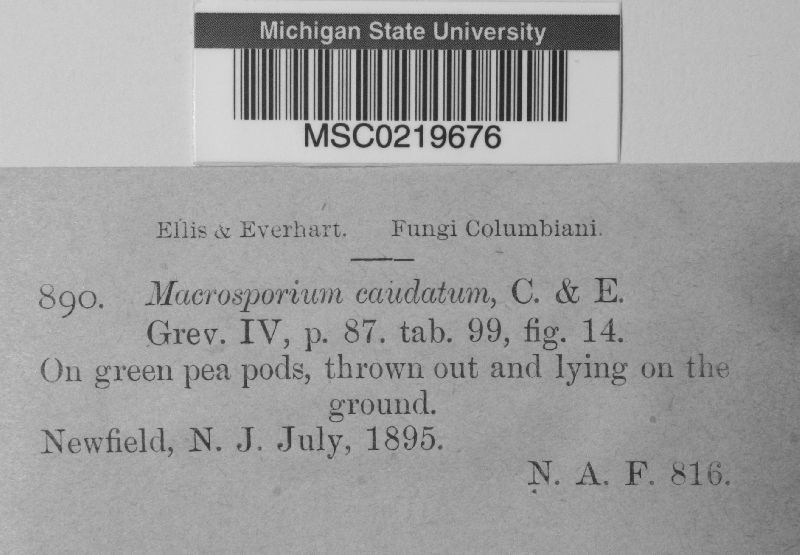 Michigan State University
MSC0219676
Ellis & Everhart. Fungi Columbiani.
890. Macrosporium caudatum, C. & E.
Grev. IV, p. 87. tab. 99, fig. 14.
On green pea pods, thrown out and lying on the
ground.
Newfield, N. J. July, 1895.
N. A. F. 816.